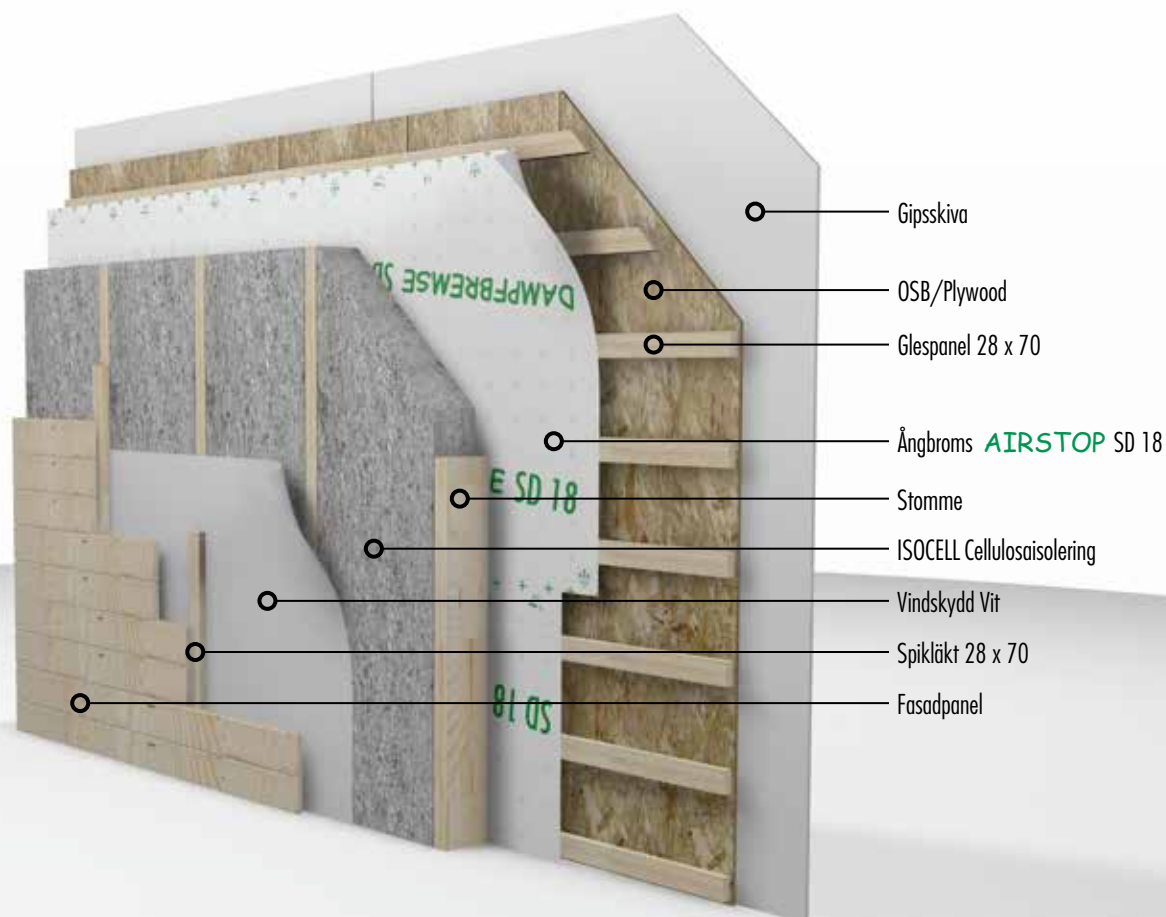 Gipsskiva
OSB/Plywood
Glespanel 28 x 70
DAMPFBREMSE SD
Ångbroms AIRSTOP SD 18
E SD 18
Stomme
ISOCELL Cellulosaisolering
Vindskydd Vit
Spikläkt 28 x 70
SD 18
Fasadpanel